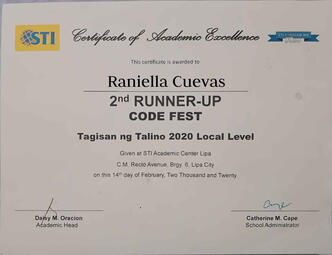 STI
Certificate of Academic Excellence
This certificate is awarded to
Raniella Cuevas
2nd RUNNER-UP
CODE FEST
Tagisan ng Talino 2020 Local Level
Given at STI Academic Center Lipa
C.M. Recto Avenue, Brgy. 6, Lipa City
on this 14th day of February, Two Thousand and Twenty.
Daisy M. Oracion
Academic Head
Catherine M. Cape
School Administrator